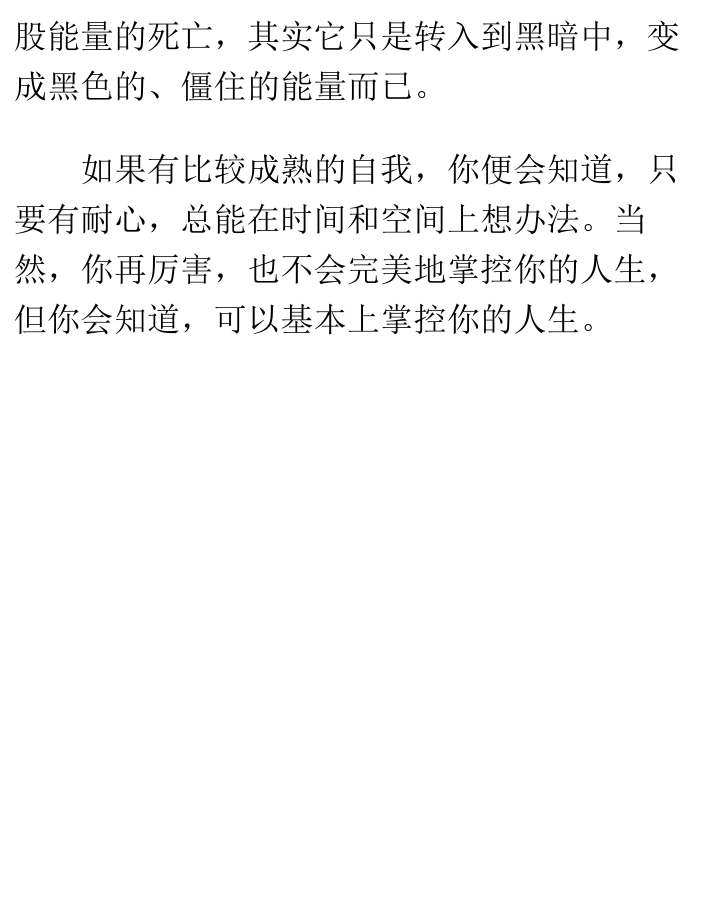 股能量的死亡，其实它只是转入到黑暗中，变
成黑色的、僵住的能量而已。
如果有比较成熟的自我，你便会知道，只
要有耐心，总能在时间和空间上想办法。当
然，你再厉害，也不会完美地掌控你的人生，
但你会知道，可以基本上掌控你的人生。